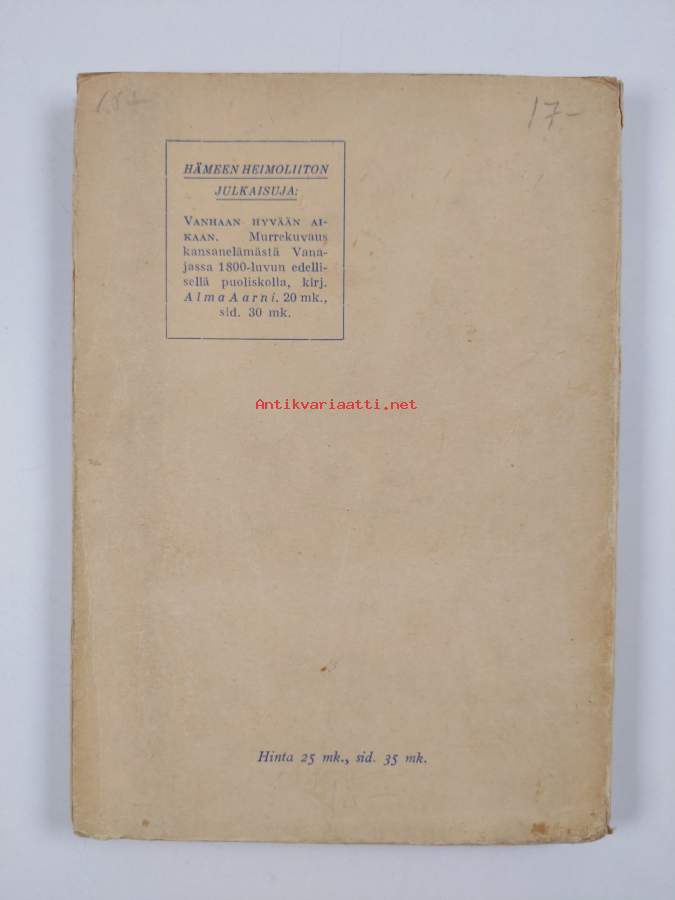 17-
HÄMEEN HEIMOLIITON
JULKAISUJA:
VANHAAN HYVÄÄN AI-
KAAN. Murrekuvaus
kansanelämästä Vana-
jassa 1800-luvun edelli-
sellä puoliskolla, kirj.
Alma Aarni. 20 mk.,
sid. 30 mk.
Antikvariaatti.net
Hinta 25 mk., sid. 35 mk.